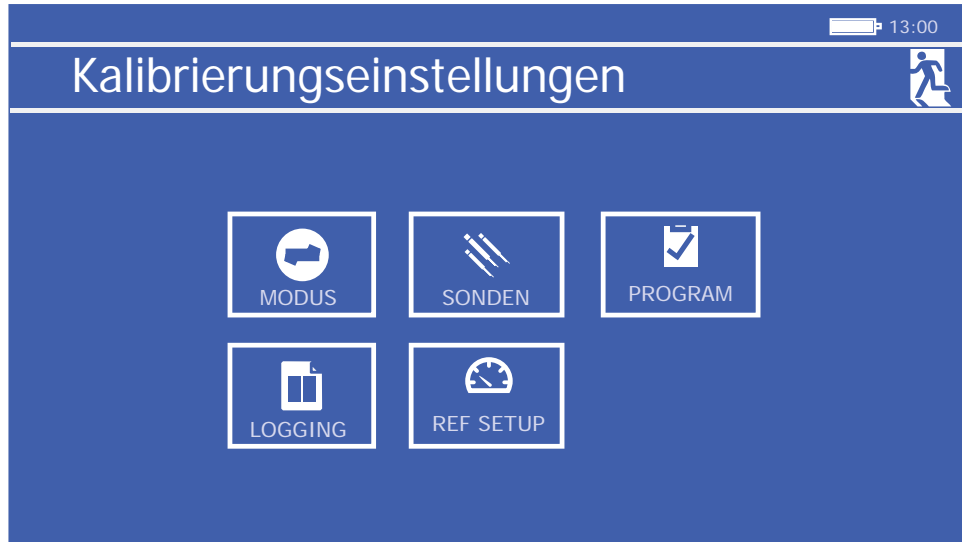 13:00
Kalibrierungseinstellungen
MODUS
SONDEN
PROGRAM
LOGGING
REF SETUP